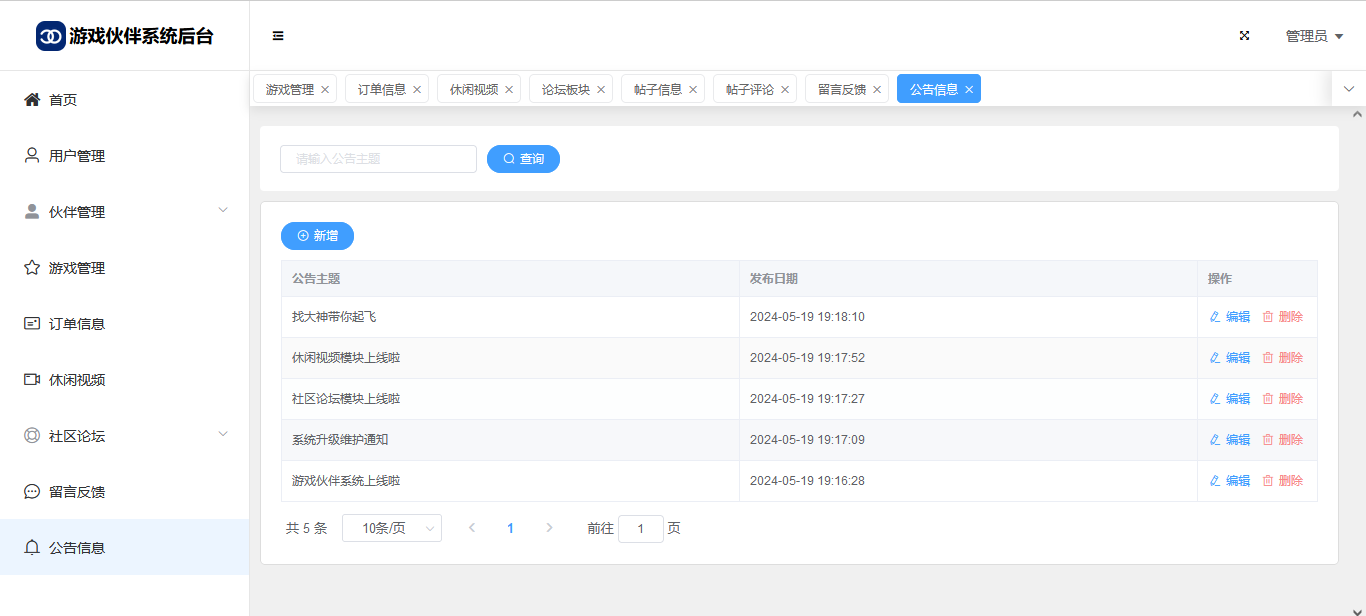 游戏伙伴系统后台
管理员
首页
用户管理
伙伴管理
游戏管理
订单信息
休闲视频
社区论坛
留言反馈
公告信息
游戏管理 订单信息 休闲视频 论坛板块 帖子信息 帖子评论 留言反馈 公告信息
请输入公告主题 查询
新增
公告主题 发布日期 操作
找大神带你起飞 2024-05-19 19:18:10 编辑 删除
休闲视频模块上线啦 2024-05-19 19:17:52 编辑 删除
社区论坛模块上线啦 2024-05-19 19:17:27 编辑 删除
系统升级维护通知 2024-05-19 19:17:09 编辑 删除
游戏伙伴系统上线啦 2024-05-19 19:16:28 编辑 删除
共 5 条 10条/页 1 前往 1 页